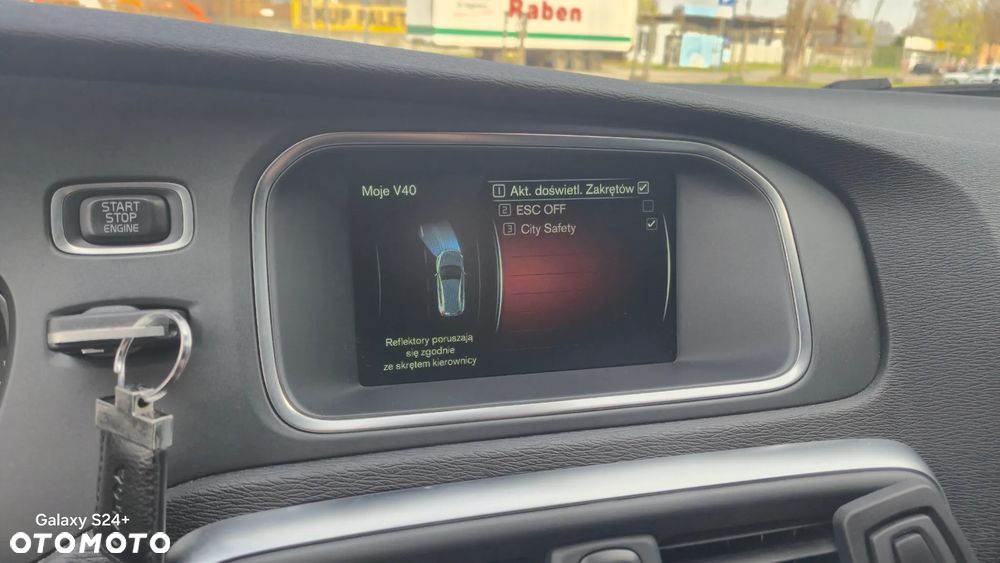 Raben
START
STOP
ENGINE
Moje V40
1 Akt. doświetl. Zakrętów
2 ESC OFF
3 City Safety
Reflektory poruszają
się zgodnie
ze skrętem kierownicy
Galaxy S24+
OTOMOTO